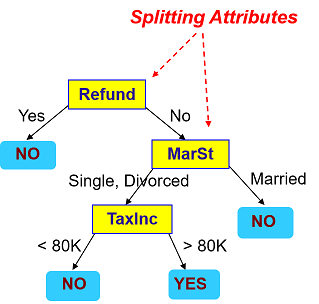 Splitting Attributes
Refund
Yes
No
NO
MarSt
Single, Divorced
Married
TaxInc
NO
< 80K
> 80K
NO
YES